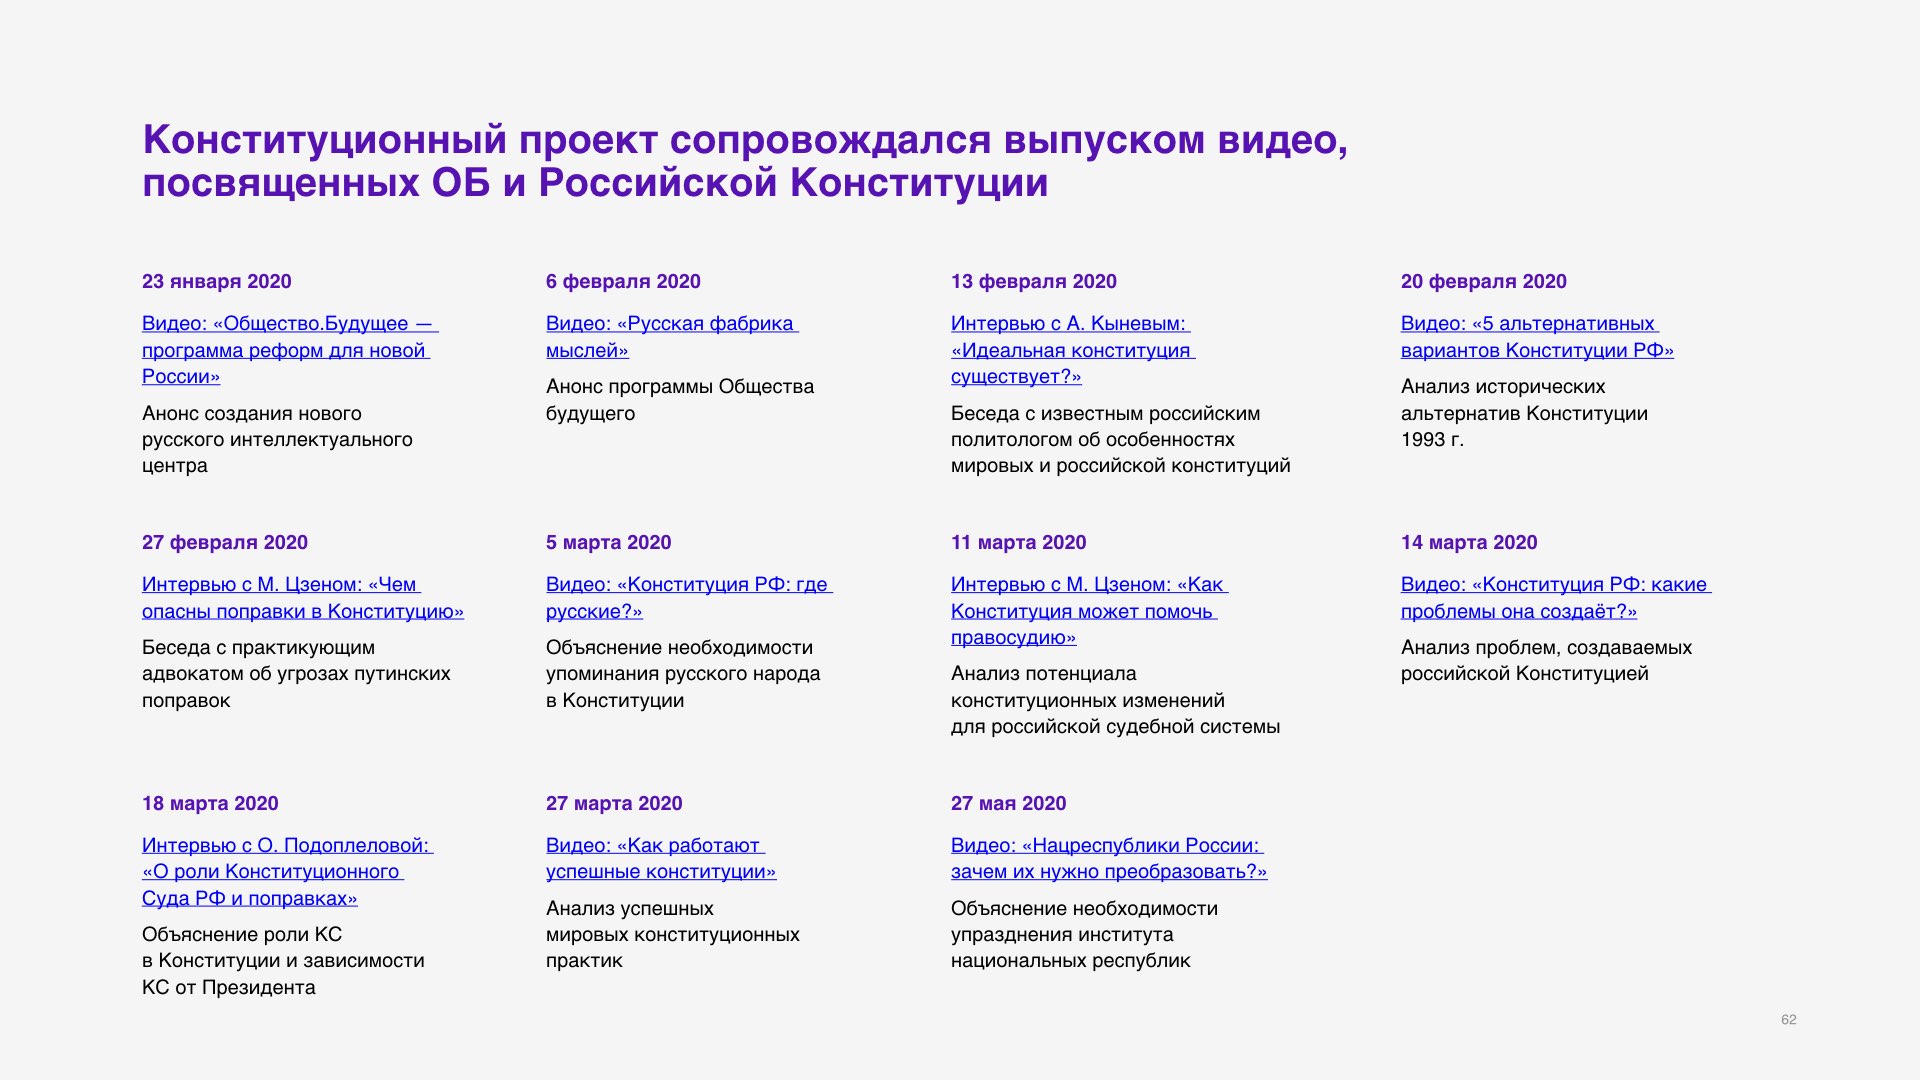 Конституционный проект сопровождался выпуском видео,
посвященных ОБ и Российской Конституции
23 января 2020
Видео: «Общество.Будущее —
программа реформ для новой
России»
Анонс создания нового
русского интеллектуального
центра
6 февраля 2020
Видео: «Русская фабрика
мыслей»
Анонс программы Общества
будущего
13 февраля 2020
Интервью с А. Кыневым:
«Идеальная конституция
существует?»
Беседа с известным российским
политологом об особенностях
мировых и российской конституций
20 февраля 2020
Видео: «5 альтернативных
вариантов Конституции РФ»
Анализ исторических
альтернатив Конституции
1993 г.
27 февраля 2020
Интервью с М. Цзеном: «Чем
опасны поправки в Конституцию»
Беседа с практикующим
адвокатом об угрозах путинских
поправок
5 марта 2020
Видео: «Конституция РФ: где
русские?»
Объяснение необходимости
упоминания русского народа
в Конституции
11 марта 2020
Интервью с М. Цзеном: «Как
Конституция может помочь
правосудию»
Анализ потенциала
конституционных изменений
для российской судебной системы
14 марта 2020
Видео: «Конституция РФ: какие
проблемы она создаёт?»
Анализ проблем, создаваемых
российской Конституцией
18 марта 2020
Интервью с О. Подоплеловой:
«О роли Конституционного
Суда РФ и поправках»
Объяснение роли КС
в Конституции и зависимости
КС от Президента
27 марта 2020
Видео: «Как работают
успешные конституции»
Анализ успешных
мировых конституционных
практик
27 мая 2020
Видео: «Нацреспублики России:
зачем их нужно преобразовать?»
Объяснение необходимости
упразднения института
национальных республик
62